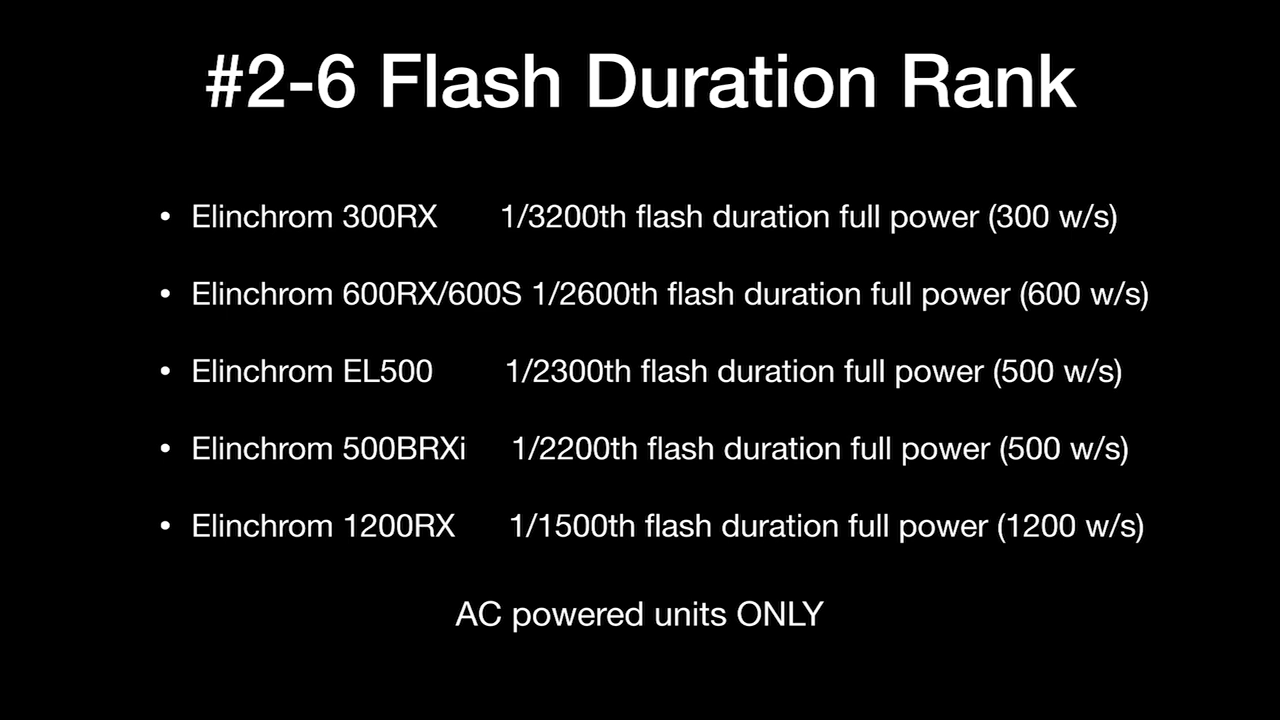 #2-6 Flash Duration Rank
• Elinchrom 300RX 1/3200th flash duration full power (300 w/s)
• Elinchrom 600RX/600S 1/2600th flash duration full power (600 w/s)
• Elinchrom EL500 1/2300th flash duration full power (500 w/s)
• Elinchrom 500BRXi 1/2200th flash duration full power (500 w/s)
• Elinchrom 1200RX 1/1500th flash duration full power (1200 w/s)
AC powered units ONLY